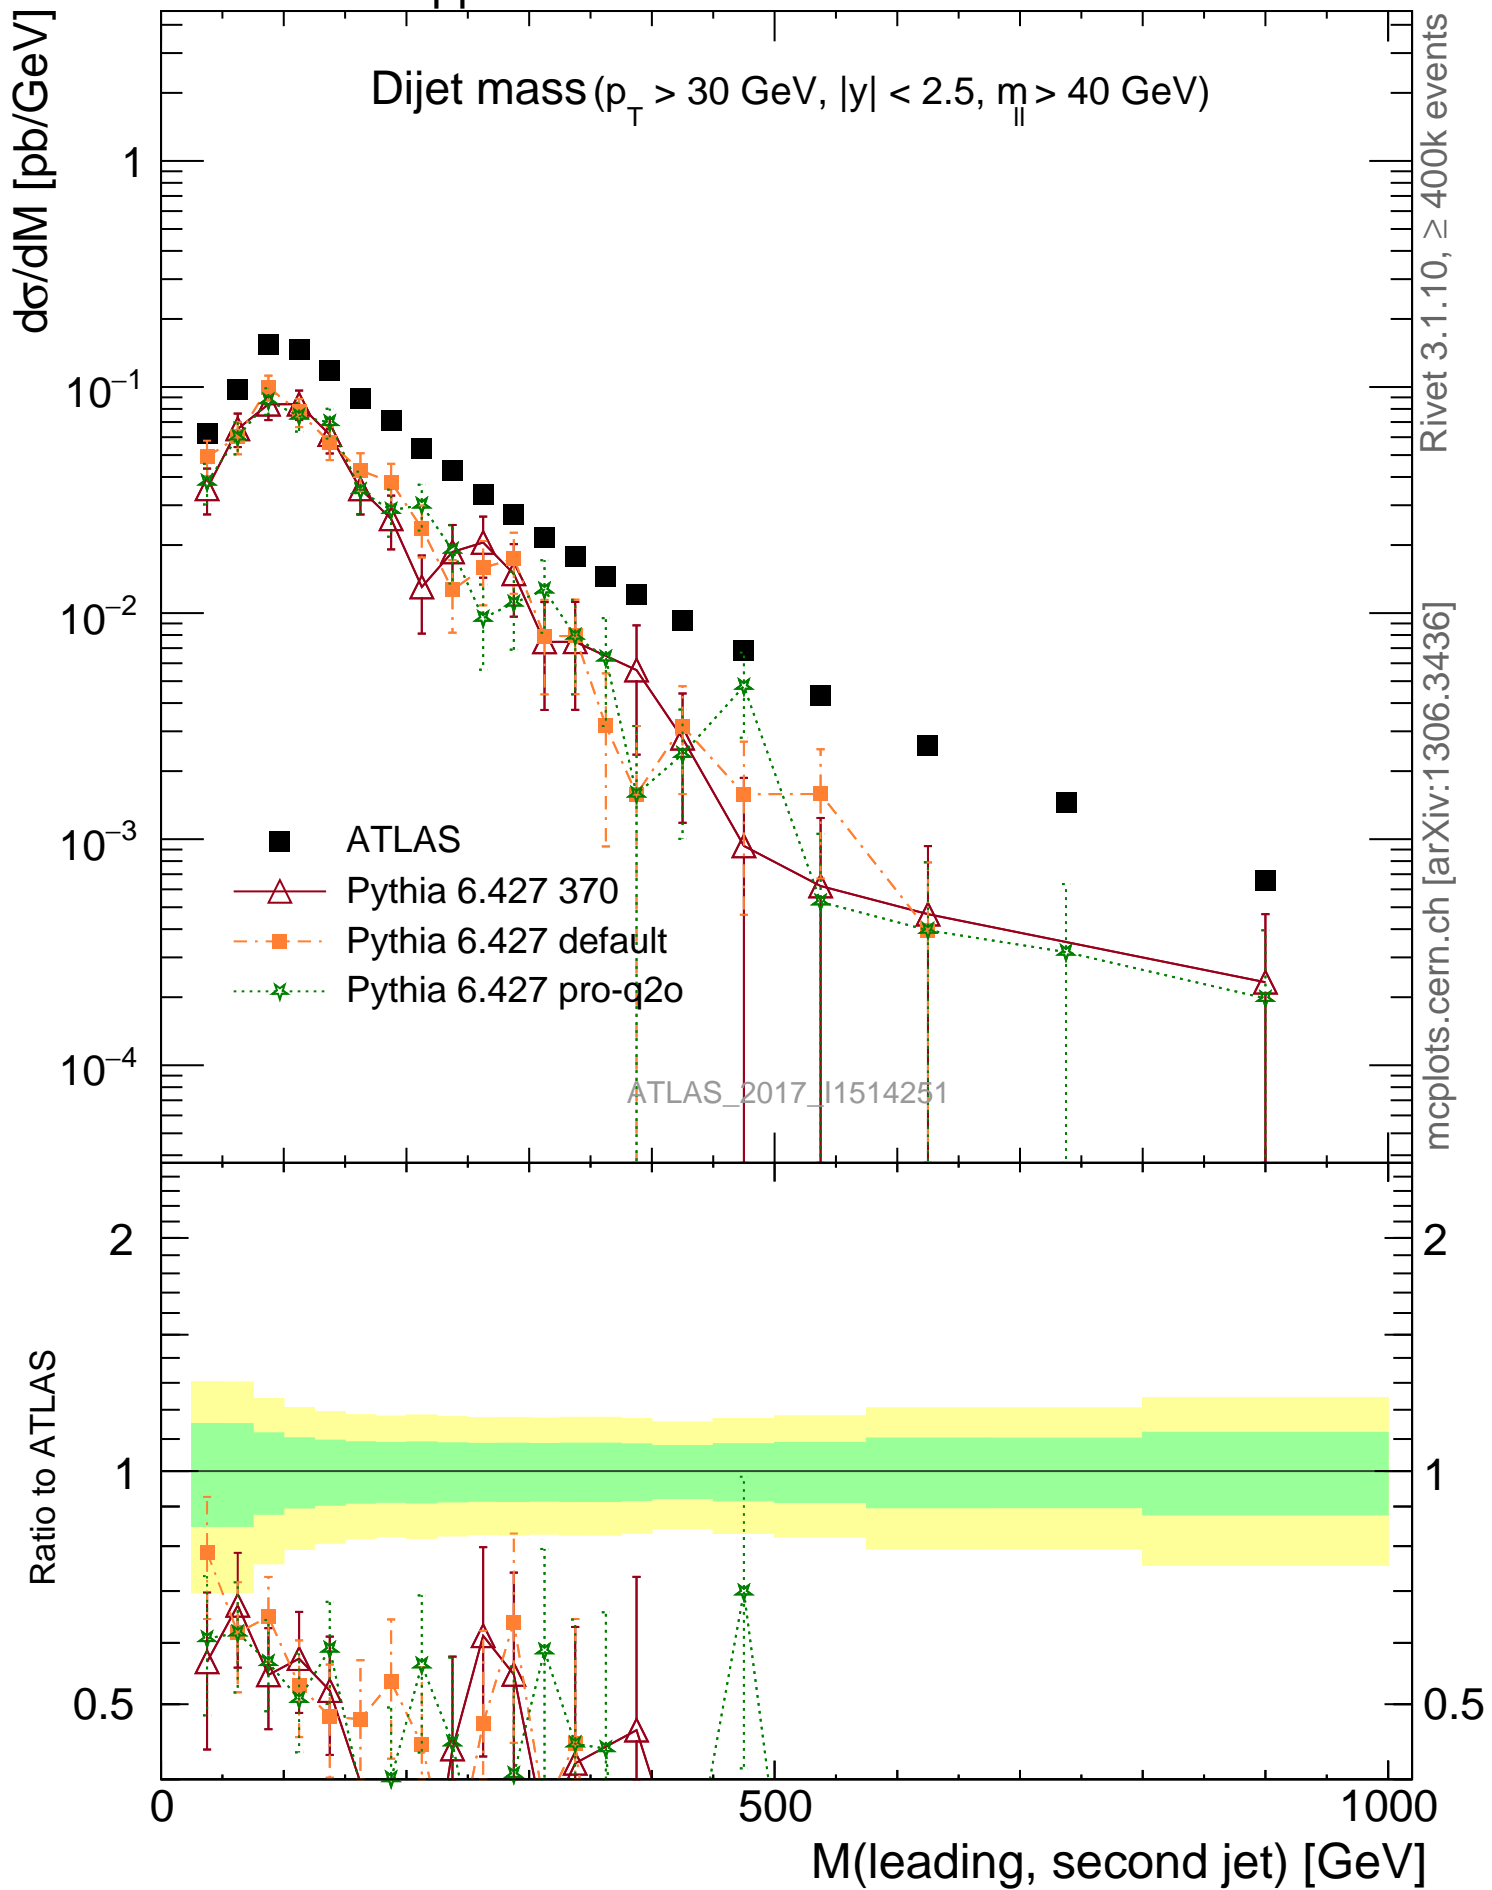 Dijet mass (p_T > 30 GeV, |y| < 2.5, m_ll > 40 GeV)
dσ/dM [pb/GeV]
1
10⁻¹
10⁻²
10⁻³
10⁻⁴
ATLAS
Pythia 6.427 370
Pythia 6.427 default
Pythia 6.427 pro-q2o
ATLAS_2017_I1514251
Rivet 3.1.10, ≥ 400k events
mcplots.cern.ch [arXiv:1306.3436]
Ratio to ATLAS
2
1
0.5
2
1
0.5
0
500
1000
M(leading, second jet) [GeV]